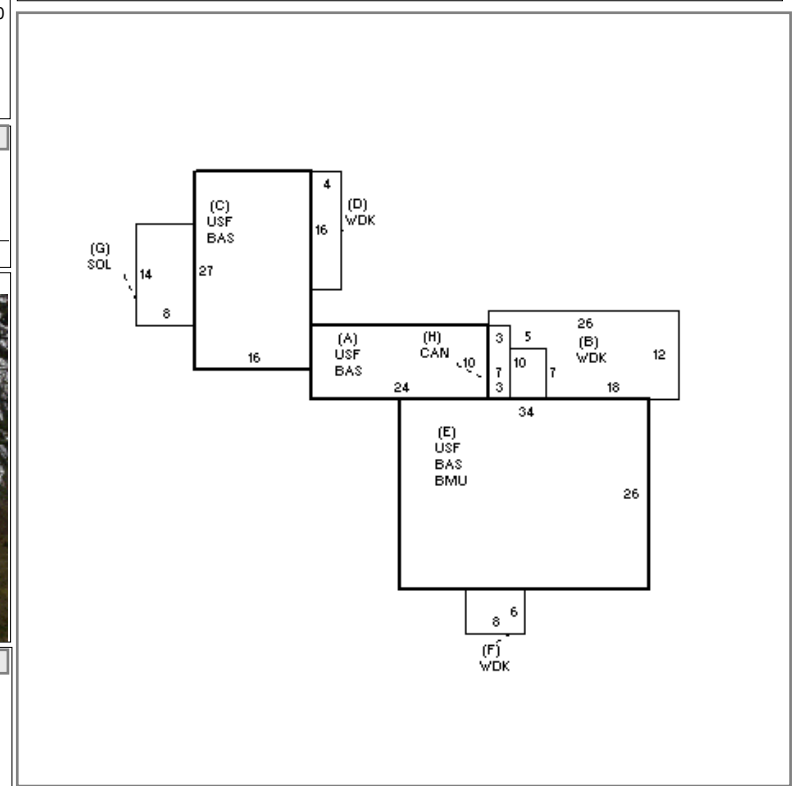 4
(C)
USF
BAS
(D)
WDK
16
(G)
SOL
14
27
8
26
(A)
USF
BAS
(H)
CAN
3
5
(B)
WDK
12
16
10
10
7
7
24
3
18
34
(E)
USF
BAS
BMU
26
6
8
(F)
WDK